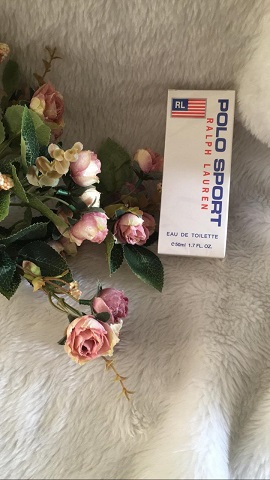 RL
POLO SPORT
RALPH LAUREN
EAU DE TOILETTE
℮50ml 1.7 FL. OZ.